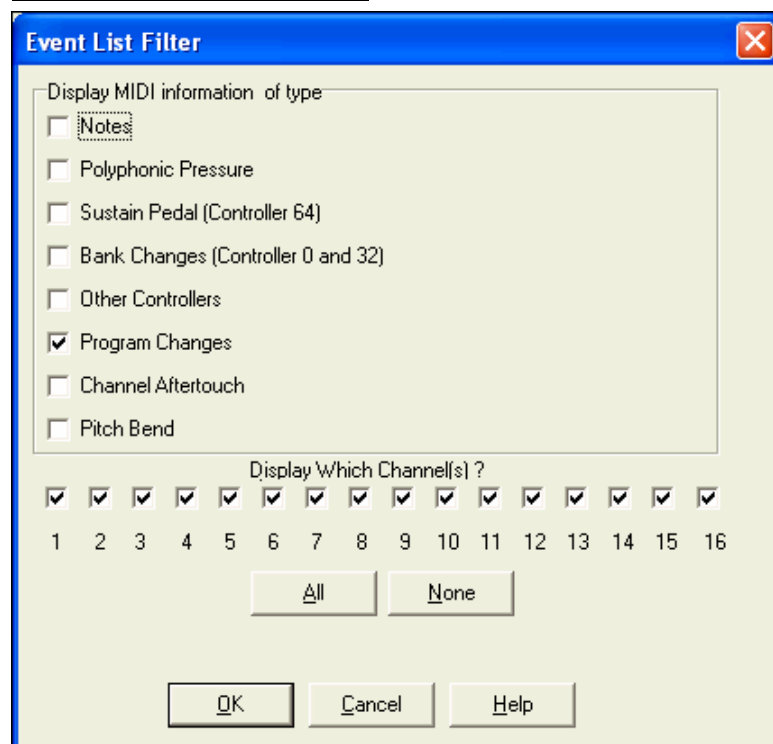 Event List Filter
Display MIDI information of type
Notes
Polyphonic Pressure
Sustain Pedal (Controller 64)
Bank Changes (Controller 0 and 32)
Other Controllers
Program Changes
Channel Aftertouch
Pitch Bend
Display Which Channel(s) ?
1 2 3 4 5 6 7 8 9 10 11 12 13 14 15 16
All None
OK Cancel Help